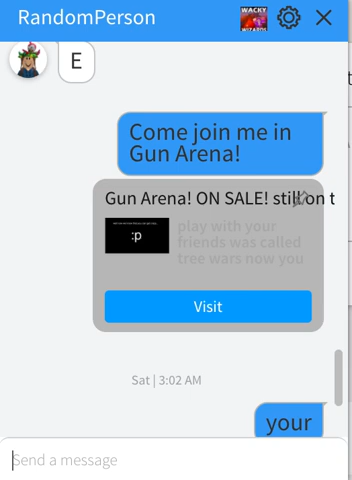 RandomPerson
WACKY
WIZARDS
E
Come join me in
Gun Arena!
Gun Arena! ON SALE! still on t
:p
play with your
friends was called
tree wars now you
Visit
Sat | 3:02 AM
your
Send a message